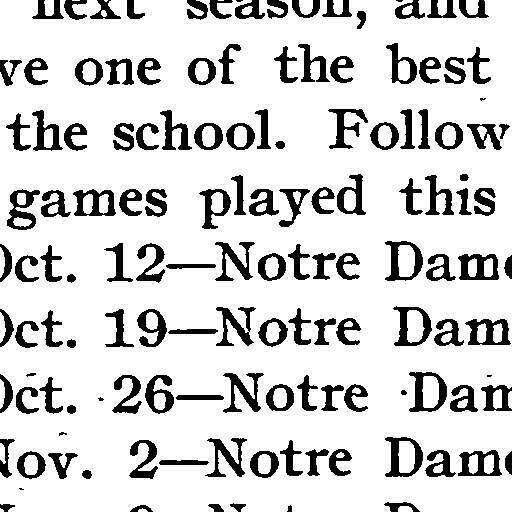 next season, and
ve one of the best
the school. Follow
games played this
Oct. 12—Notre Dame
Oct. 19—Notre Dam
Oct. 26—Notre Dam
Nov. 2—Notre Dame